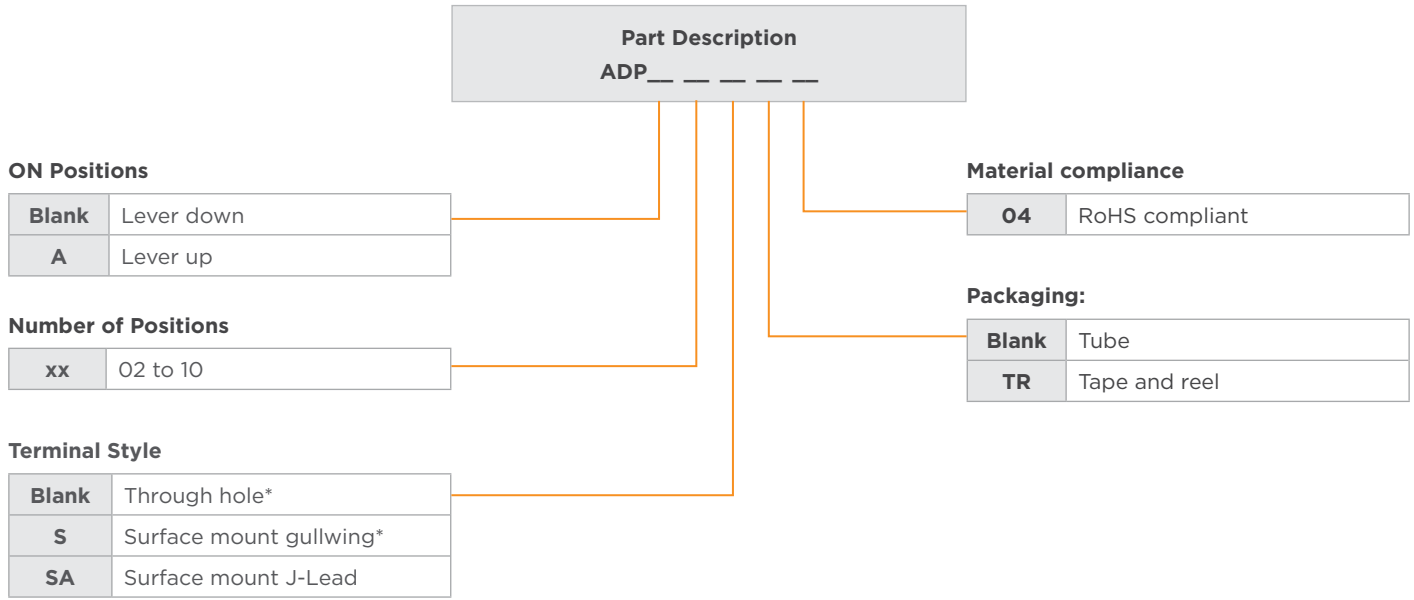 Part Description
ADP__ __ __ __ __
ON Positions
Blank Lever down
A Lever up
Number of Positions
xx 02 to 10
Terminal Style
Blank Through hole*
S Surface mount gullwing*
SA Surface mount J-Lead
Material compliance
04 RoHS compliant
Packaging:
Blank Tube
TR Tape and reel